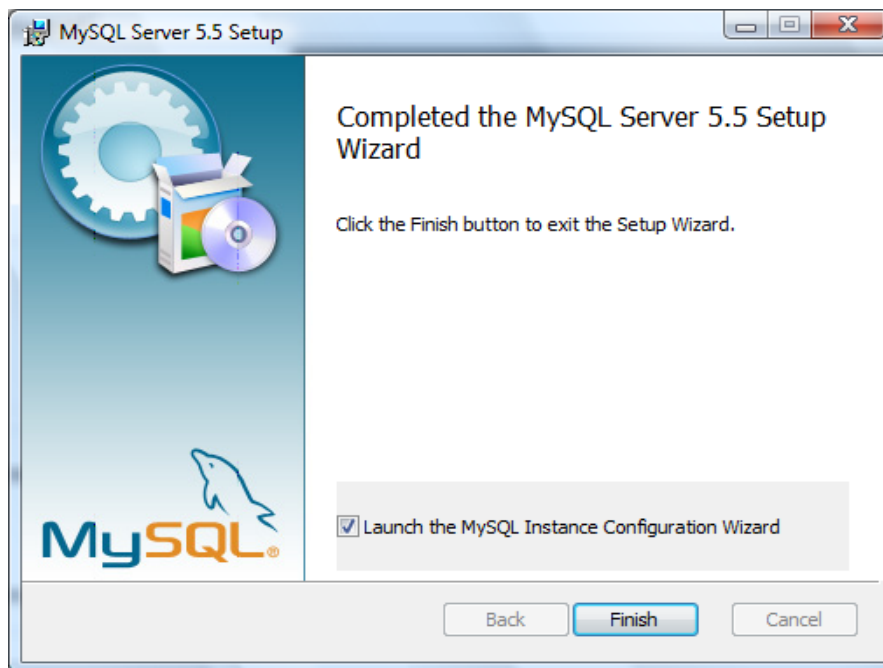 MySQL Server 5.5 Setup
Completed the MySQL Server 5.5 Setup
Wizard
Click the Finish button to exit the Setup Wizard.
MySQL®
Launch the MySQL Instance Configuration Wizard
Back
Finish
Cancel